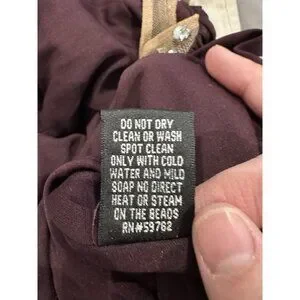 DO NOT DRY
CLEAN OR WASH
SPOT CLEAN
ONLY WITH COLD
WATER AND MILD
SOAP NO DIRECT
HEAT OR STEAM
ON THE BEADS
RN#59762